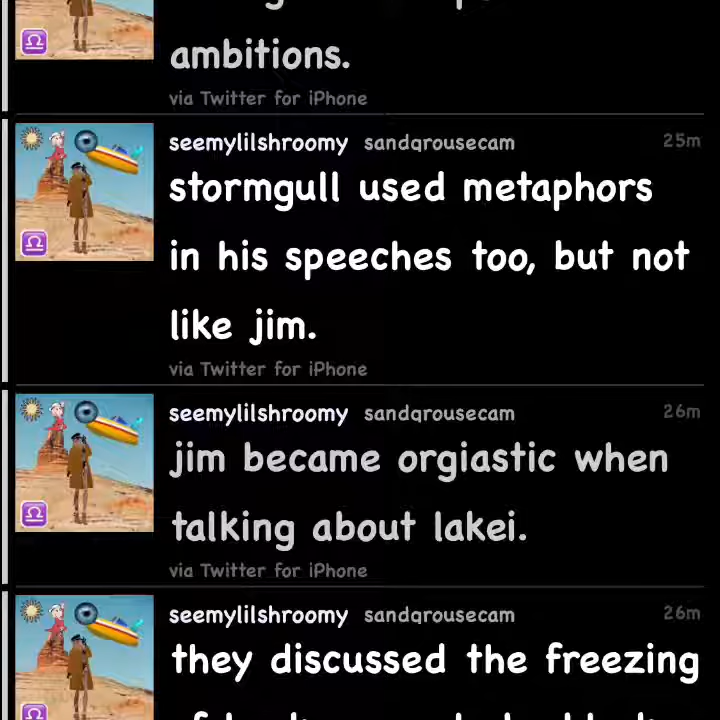 ambitions.
via Twitter for iPhone
seemylilshroomy sandgrousecam 25m
stormgull used metaphors
in his speeches too, but not
like jim.
via Twitter for iPhone
seemylilshroomy sandgrousecam 26m
jim became orgiastic when
talking about lakei.
via Twitter for iPhone
seemylilshroomy sandgrousecam 26m
they discussed the freezing